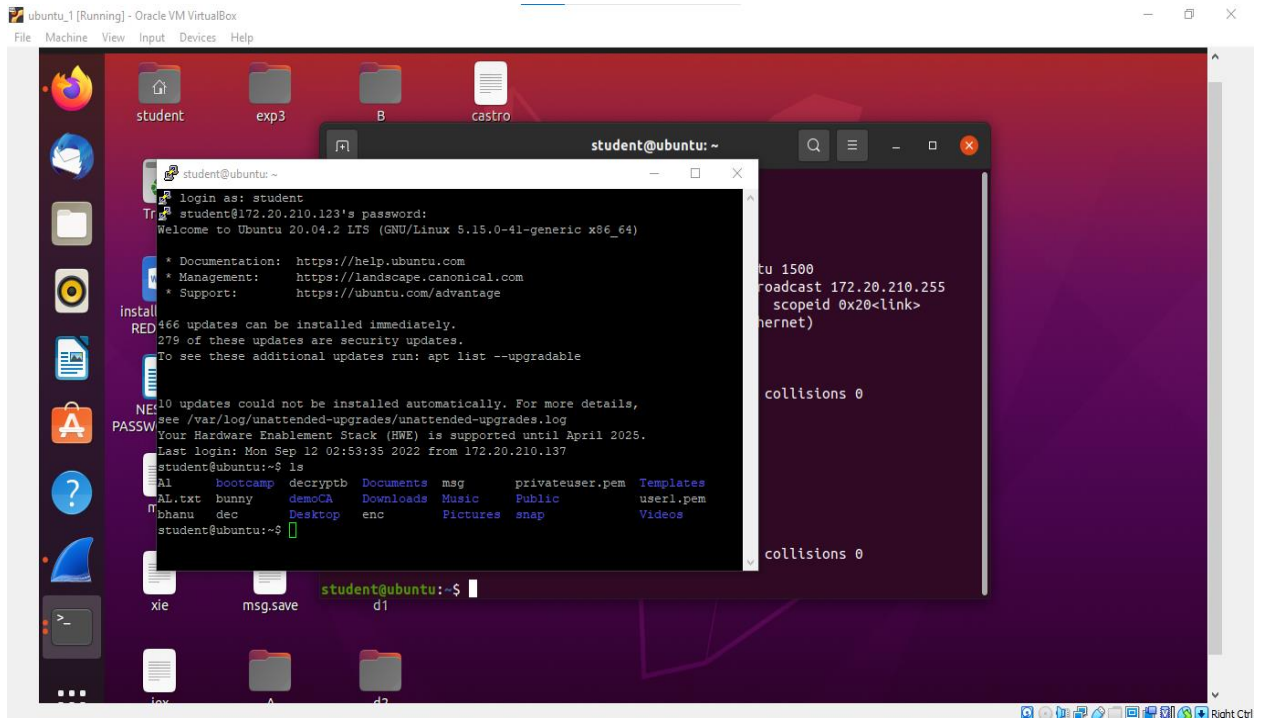 ubuntu_1 [Running] - Oracle VM VirtualBox
File Machine View Input Devices Help
student exp3 B castro
student@ubuntu: ~
student@ubuntu: ~
login as: student
student@172.20.210.123's password:
Welcome to Ubuntu 20.04.2 LTS (GNU/Linux 5.15.0-41-generic x86_64)
* Documentation: https://help.ubuntu.com
* Management: https://landscape.canonical.com
* Support: https://ubuntu.com/advantage
466 updates can be installed immediately.
279 of these updates are security updates.
To see these additional updates run: apt list --upgradable
10 updates could not be installed automatically. For more details,
see /var/log/unattended-upgrades/unattended-upgrades.log
Your Hardware Enablement Stack (HWE) is supported until April 2025.
Last login: Mon Sep 12 02:53:35 2022 from 172.20.210.137
student@ubuntu:~$ ls
Al bootcamp decryptb Documents msg privateuser.pem Templates
AL.txt bunny demoCA Downloads Music Public user1.pem
bhanu dec Desktop enc Pictures snap Videos
student@ubuntu:~$
tu 1500
roadcast 172.20.210.255
scopeid 0x20<link>
hernet)
collisions 0
collisions 0
student@ubuntu:~$
Tr
install
RED
NES
PASSW
xie msg.save d1
A d2
Right Ctrl